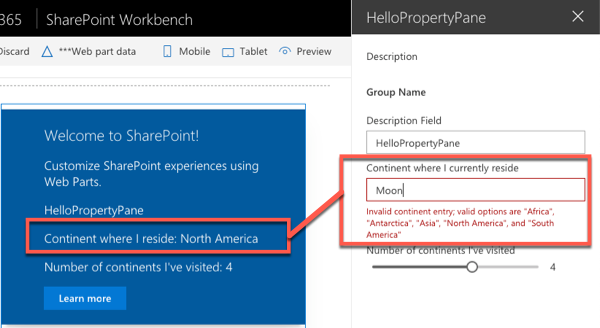 365 SharePoint Workbench
Discard ***Web part data Mobile Tablet Preview
Welcome to SharePoint!
Customize SharePoint experiences using
Web Parts.
HelloPropertyPane
Continent where I reside: North America
Number of continents I've visited: 4
Learn more
HelloPropertyPane
Description
Group Name
Description Field
HelloPropertyPane
Continent where I currently reside
Moon
Invalid continent entry; valid options are "Africa",
"Antarctica", "Asia", "North America", and "South
America"
Number of continents I've visited
4